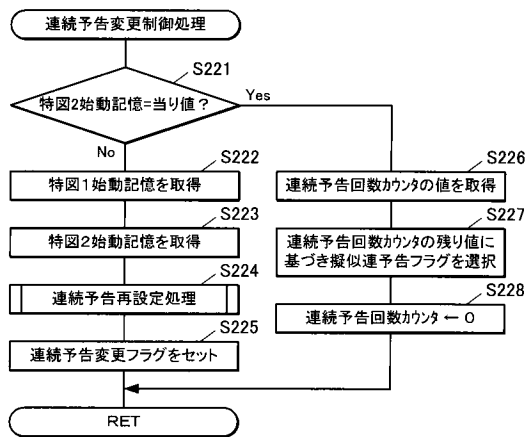 連続予告変更制御処理
S221
特図2始動記憶=当り値？
Yes
No
S222
特図1始動記憶を取得
S223
特図2始動記憶を取得
S224
連続予告再設定処理
S225
連続予告変更フラグをセット
S226
連続予告回数カウンタの値を取得
S227
連続予告回数カウンタの残り値に
基づき擬似連予告フラグを選択
S228
連続予告回数カウンタ ← 0
RET